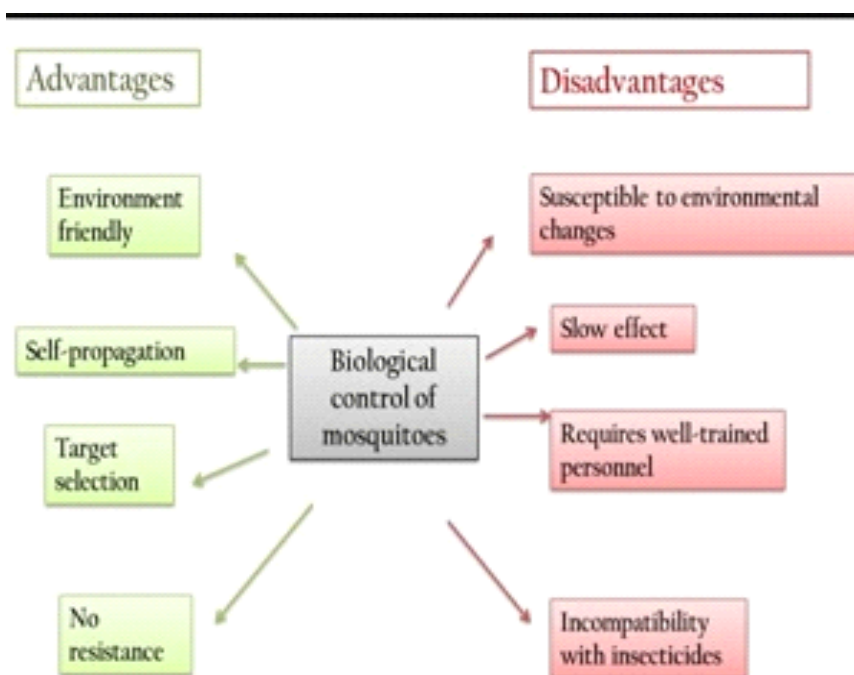 Advantages
Disadvantages
Environment
friendly
Self-propagation
Target
selection
No
resistance
Biological
control of
mosquitoes
Susceptible to environmental
changes
Slow effect
Requires well-trained
personnel
Incompatibility
with insecticides